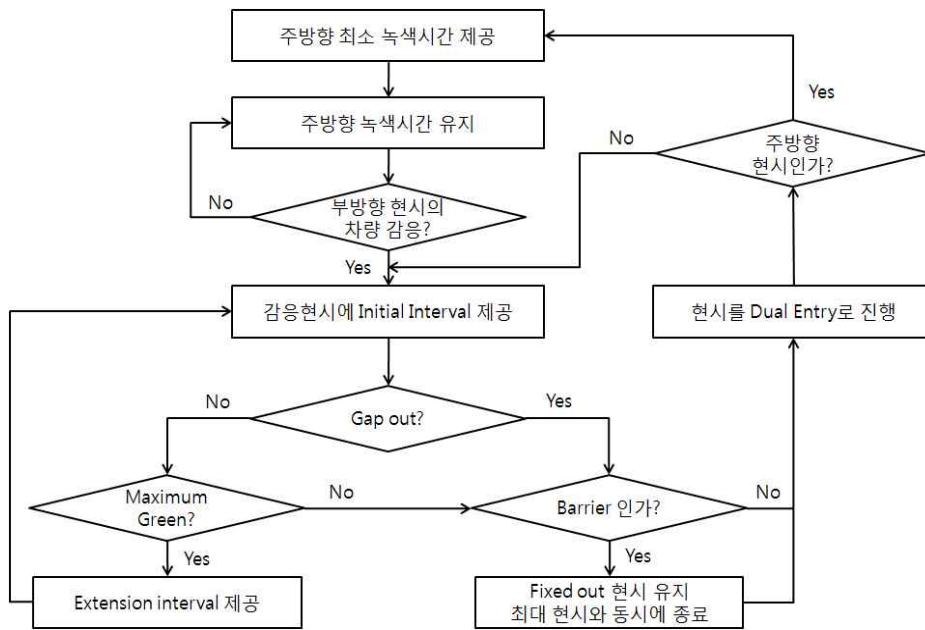 주방향 최소 녹색시간 제공
Yes
주방향 녹색시간 유지
No
주방향
현시인가?
No
부방향 현시의
차량 감응?
Yes
감응현시에 Initial Interval 제공
현시를 Dual Entry로 진행
No
Yes
Gap out?
Maximum
Green?
No
Barrier 인가?
No
Yes
Yes
Extension interval 제공
Fixed out 현시 유지
최대 현시와 동시에 종료